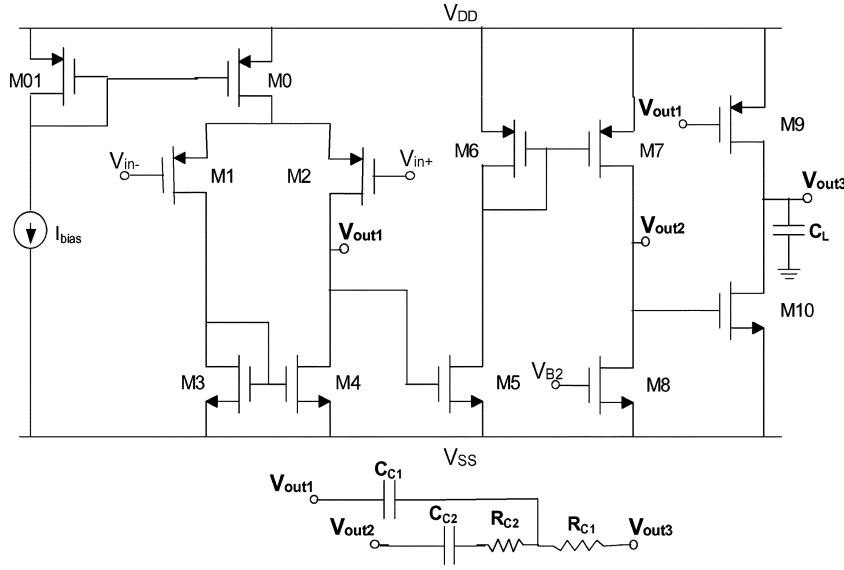 VDD
M01
M0
Vout1
M9
Vin-
M1
M2
Vin+
M6
M7
Vout3
Ibias
Vout1
Vout2
CL
M10
M3
M4
M5
VB2
M8
VSS
CC1
Vout1
CC2
RC2
RC1
Vout2
Vout3